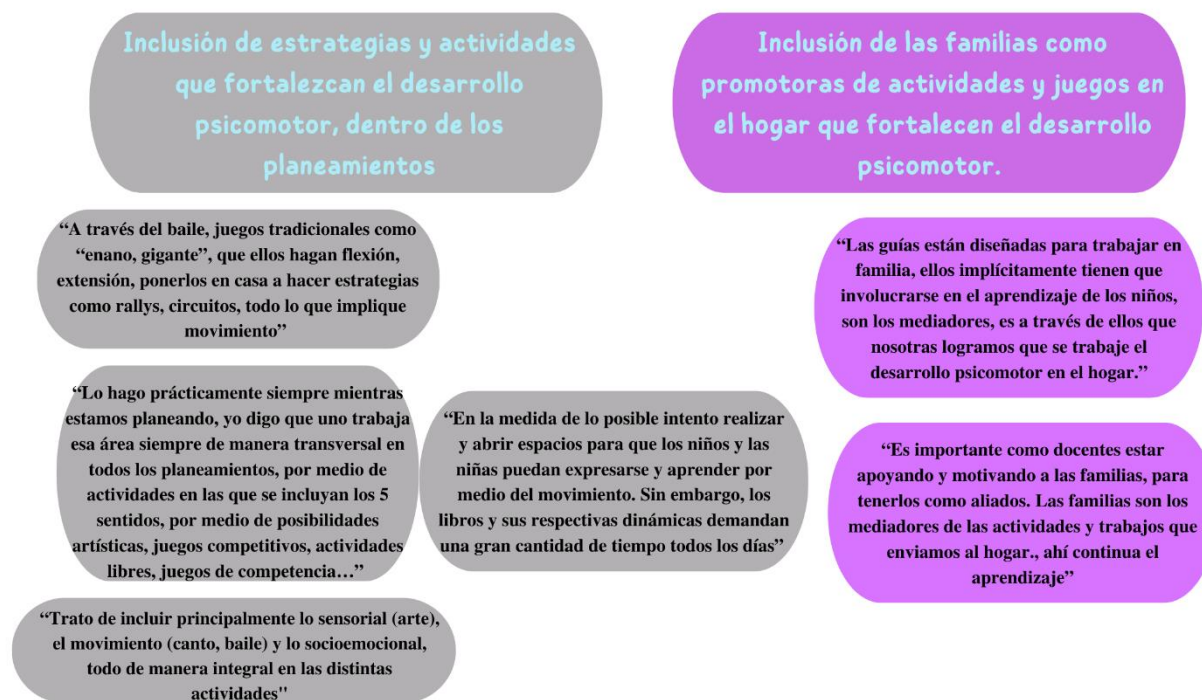 Inclusión de estrategias y actividades
que fortalezcan el desarrollo
psicomotor, dentro de los
planeamientos
Inclusión de las familias como
promotoras de actividades y juegos en
el hogar que fortalecen el desarrollo
psicomotor.
“A través del baile, juegos tradicionales como
“enano, gigante”, que ellos hagan flexión,
extensión, ponerlos en casa a hacer estrategias
como rallys, circuitos, todo lo que implique
movimiento”
“Lo hago prácticamente siempre mientras
estamos planeando, yo digo que uno trabaja
esa área siempre de manera transversal en
todos los planeamientos, por medio de
actividades en las que se incluyan los 5
sentidos, por medio de posibilidades
artísticas, juegos competitivos, actividades
libres, juegos de competencia…”
“Trato de incluir principalmente lo sensorial (arte),
el movimiento (canto, baile) y lo socioemocional,
todo de manera integral en las distintas
actividades"
“En la medida de lo posible intento realizar
y abrir espacios para que los niños y las
niñas puedan expresarse y aprender por
medio del movimiento. Sin embargo, los
libros y sus respectivas dinámicas demandan
una gran cantidad de tiempo todos los días”
“Las guías están diseñadas para trabajar en
familia, ellos implícitamente tienen que
involucrarse en el aprendizaje de los niños,
son los mediadores, es a través de ellos que
nosotras logramos que se trabaje el
desarrollo psicomotor en el hogar.”
“Es importante como docentes estar
apoyando y motivando a las familias, para
tenerlos como aliados. Las familias son los
mediadores de las actividades y trabajos que
enviamos al hogar., ahí continua el
aprendizaje”